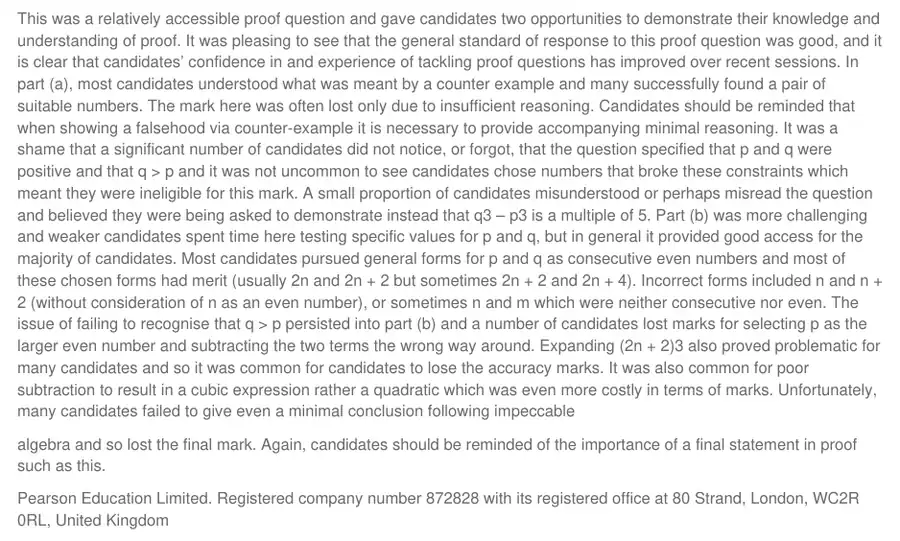 This was a relatively accessible proof question and gave candidates two opportunities to demonstrate their knowledge and
understanding of proof. It was pleasing to see that the general standard of response to this proof question was good, and it
is clear that candidates’ confidence in and experience of tackling proof questions has improved over recent sessions. In
part (a), most candidates understood what was meant by a counter example and many successfully found a pair of
suitable numbers. The mark here was often lost only due to insufficient reasoning. Candidates should be reminded that
when showing a falsehood via counter-example it is necessary to provide accompanying minimal reasoning. It was a
shame that a significant number of candidates did not notice, or forgot, that the question specified that p and q were
positive and that q > p and it was not uncommon to see candidates chose numbers that broke these constraints which
meant they were ineligible for this mark. A small proportion of candidates misunderstood or perhaps misread the question
and believed they were being asked to demonstrate instead that q3 – p3 is a multiple of 5. Part (b) was more challenging
and weaker candidates spent time here testing specific values for p and q, but in general it provided good access for the
majority of candidates. Most candidates pursued general forms for p and q as consecutive even numbers and most of
these chosen forms had merit (usually 2n and 2n + 2 but sometimes 2n + 2 and 2n + 4). Incorrect forms included n and n +
2 (without consideration of n as an even number), or sometimes n and m which were neither consecutive nor even. The
issue of failing to recognise that q > p persisted into part (b) and a number of candidates lost marks for selecting p as the
larger even number and subtracting the two terms the wrong way around. Expanding (2n + 2)3 also proved problematic for
many candidates and so it was common for candidates to lose the accuracy marks. It was also common for poor
subtraction to result in a cubic expression rather a quadratic which was even more costly in terms of marks. Unfortunately,
many candidates failed to give even a minimal conclusion following impeccable
algebra and so lost the final mark. Again, candidates should be reminded of the importance of a final statement in proof
such as this.
Pearson Education Limited. Registered company number 872828 with its registered office at 80 Strand, London, WC2R
0RL, United Kingdom